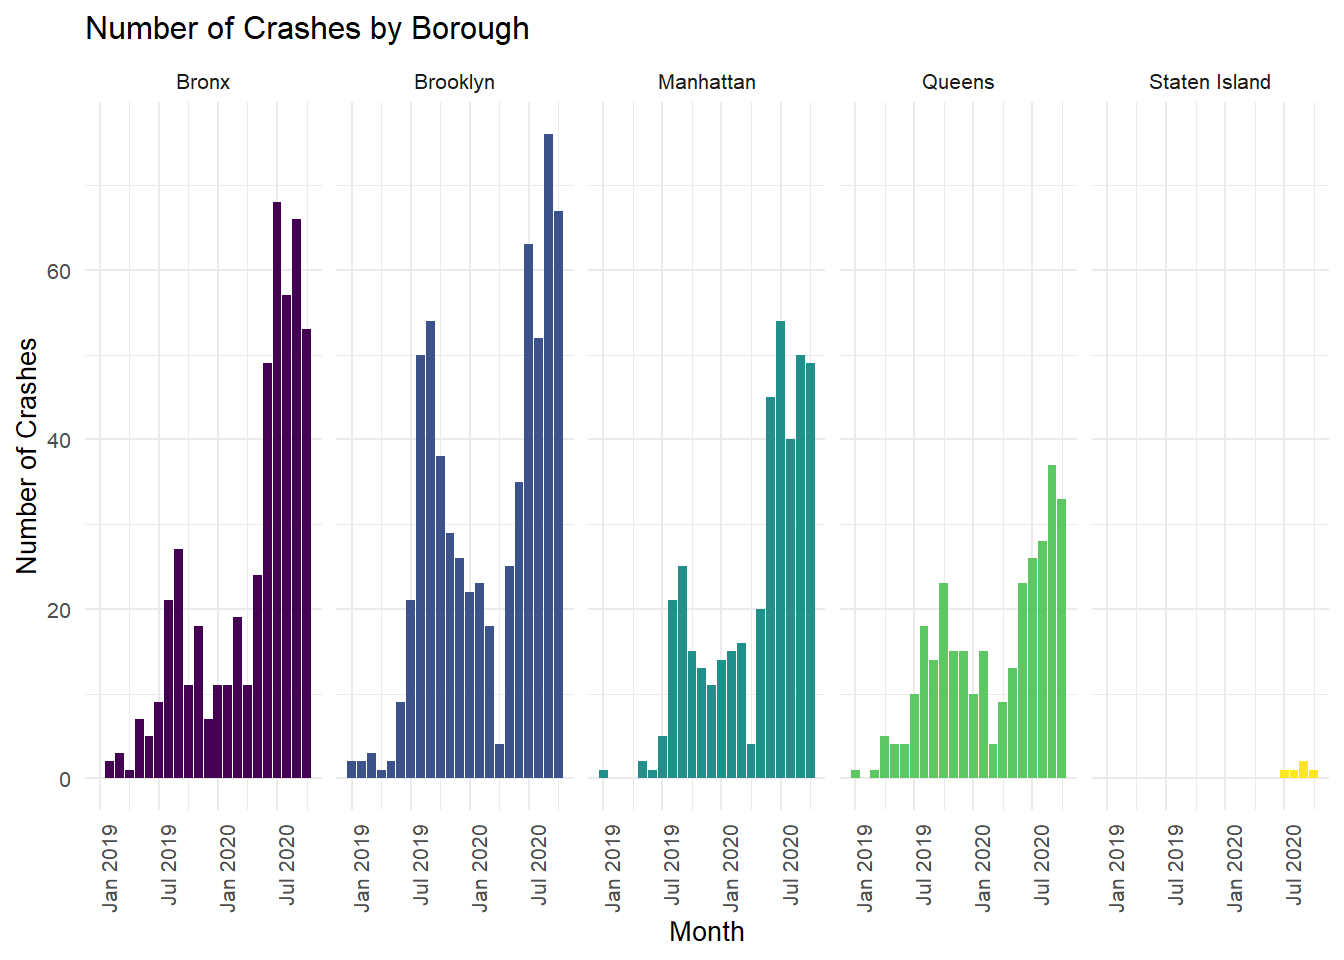 Number of Crashes by Borough
Bronx Brooklyn Manhattan Queens Staten Island
Number of Crashes
60
40
20
0
Jan 2019 Jul 2019 Jan 2020 Jul 2020 Jan 2019 Jul 2019 Jan 2020 Jul 2020 Jan 2019 Jul 2019 Jan 2020 Jul 2020 Jan 2019 Jul 2019 Jan 2020 Jul 2020 Jan 2019 Jul 2019 Jan 2020 Jul 2020
Month